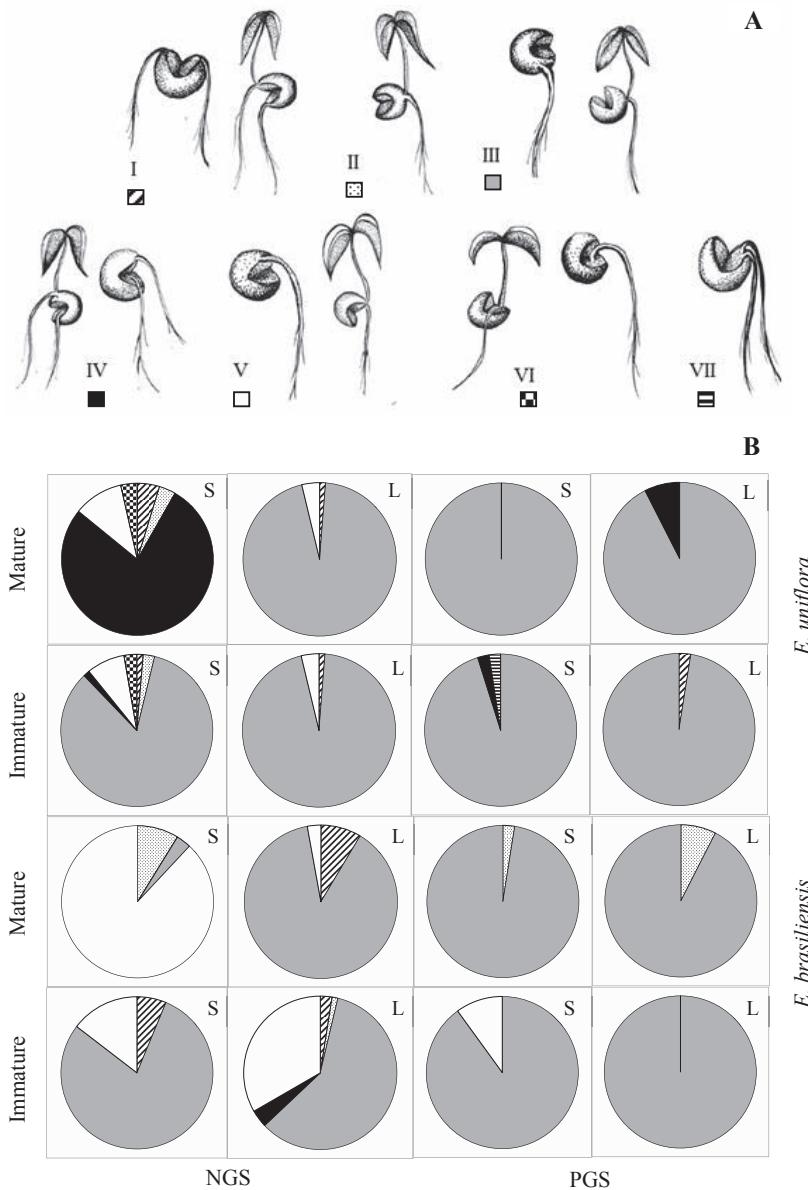 A
I II III
IV V VI VII
B
S L S L
Mature
E. uniflora
S L S L
Immature
S L S L
Mature
E. brasiliensis
S L S L
Immature
NGS PGS